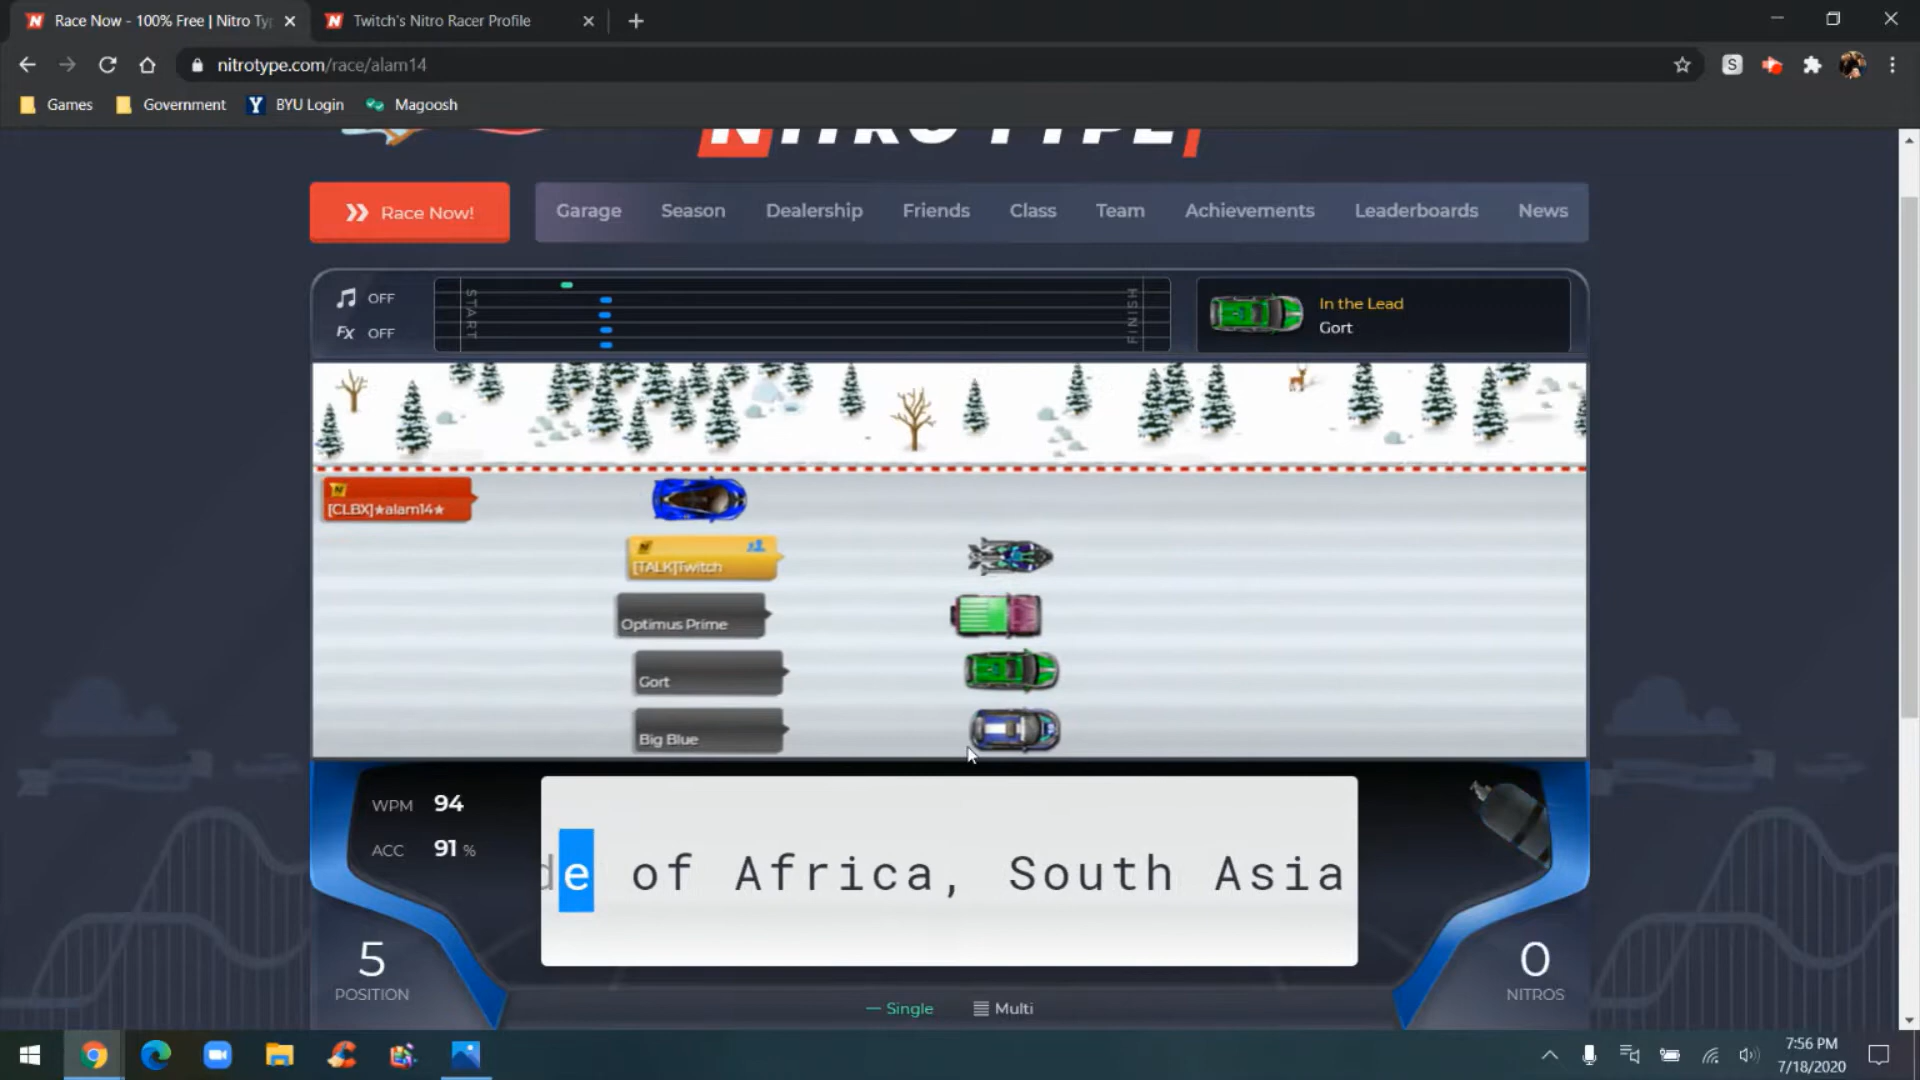 Race Now - 100% Free | Nitro Ty
Twitch's Nitro Racer Profile
nitrotype.com/race/alam14
Games
Government
Y BYU Login
Magoosh
NITRO TYPE
Race Now!
Garage
Season
Dealership
Friends
Class
Team
Achievements
Leaderboards
News
OFF
Fx OFF
START
FINISH
In the Lead
Gort
[CLBX]★alam14★
[TALK]Twitch
Optimus Prime
Gort
Big Blue
WPM 94
ACC 91 %
de of Africa, South Asia
5
POSITION
0
NITROS
Single
Multi
7:56 PM
7/18/2020